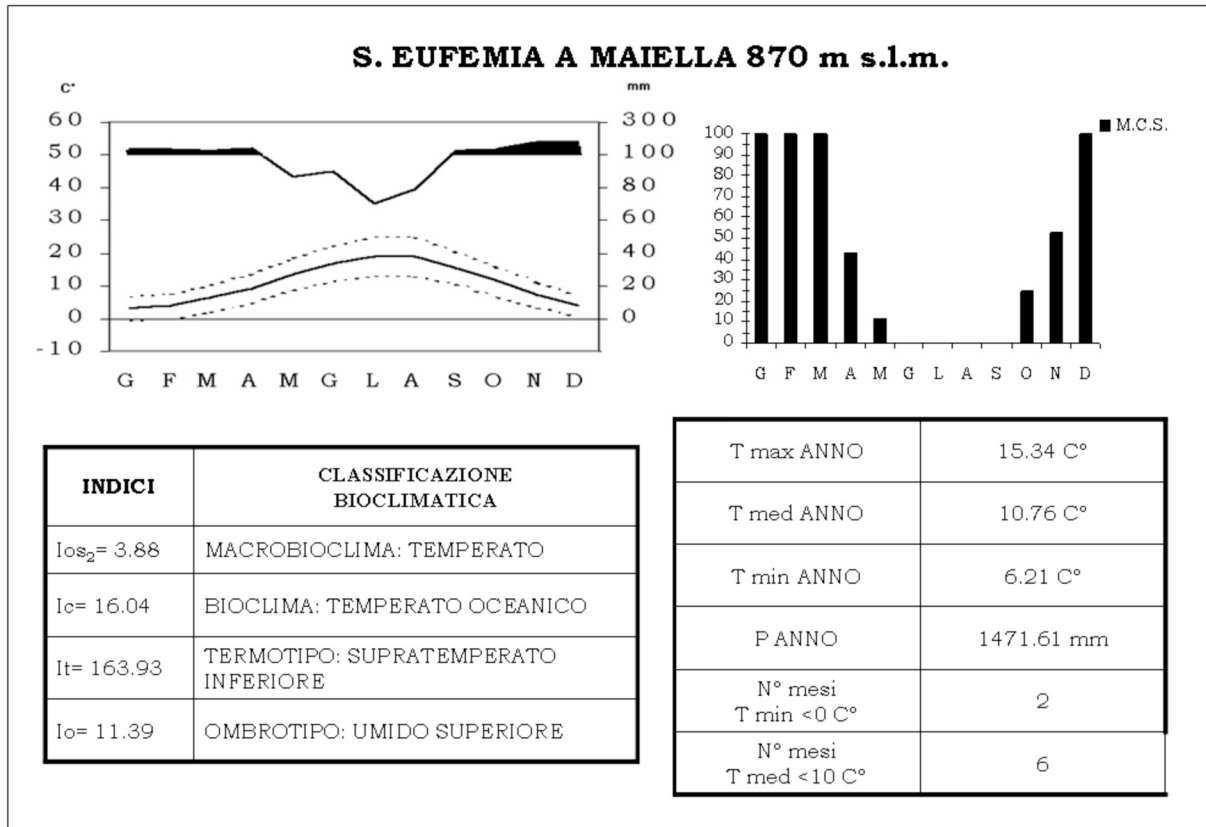 S. EUFEMIA A MAIELLA 870 m s.l.m.
C°
mm
60
50
40
30
20
10
0
-10
300
100
80
60
40
20
0
G F M A M G L A S O N D
100
90
80
70
60
50
40
30
20
10
0
M.C.S.
G F M A M G L A S O N D
INDICI
CLASSIFICAZIONE
BIOCLIMATICA
Ios₂= 3.88
MACROBIOCLIMA: TEMPERATO
Ic= 16.04
BIOCLIMA: TEMPERATO OCEANICO
It= 163.93
TERMOTIPO: SUPRATEMPERATO
INFERIORE
Io= 11.39
OMBROTIPO: UMIDO SUPERIORE
T max ANNO
15.34 C°
T med ANNO
10.76 C°
T min ANNO
6.21 C°
P ANNO
1471.61 mm
N° mesi
T min <0 C°
2
N° mesi
T med <10 C°
6